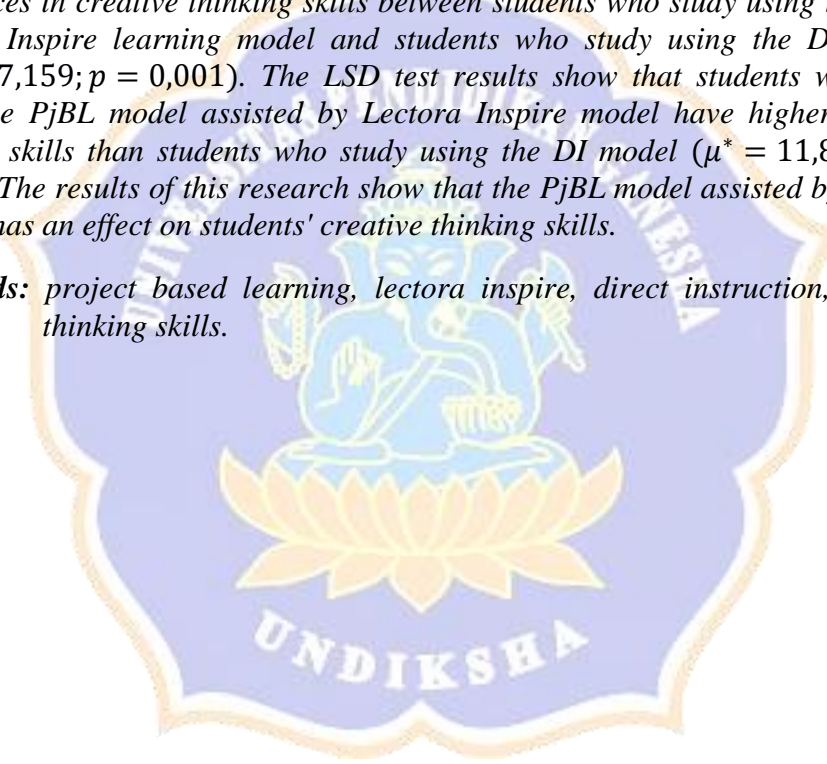 ces in creative thinking skills between students who study using
Inspire learning model and students who study using the D
7,159; p = 0,001). The LSD test results show that students w
e PjBL model assisted by Lectora Inspire model have higher
skills than students who study using the DI model (μ* = 11,8
The results of this research show that the PjBL model assisted by
has an effect on students' creative thinking skills.
ds: project based learning, lectora inspire, direct instruction,
thinking skills.
UNIVERSITAS PENDIDIKAN GANESHA
UNDIKSHA